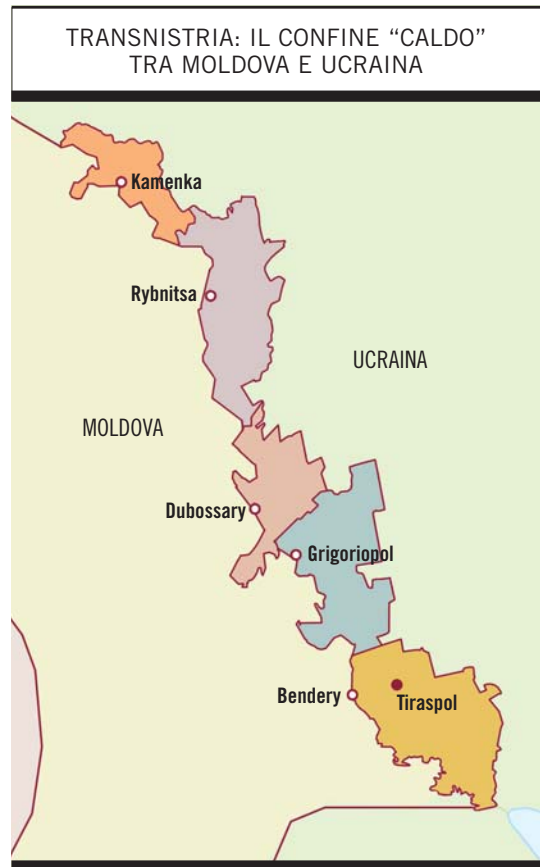 TRANSNISTRIA: IL CONFINE “CALDO”
TRA MOLDOVA E UCRAINA
Kamenka
Rybnitsa
UCRAINA
MOLDOVA
Dubossary
Grigoriopol
Bendery
Tiraspol